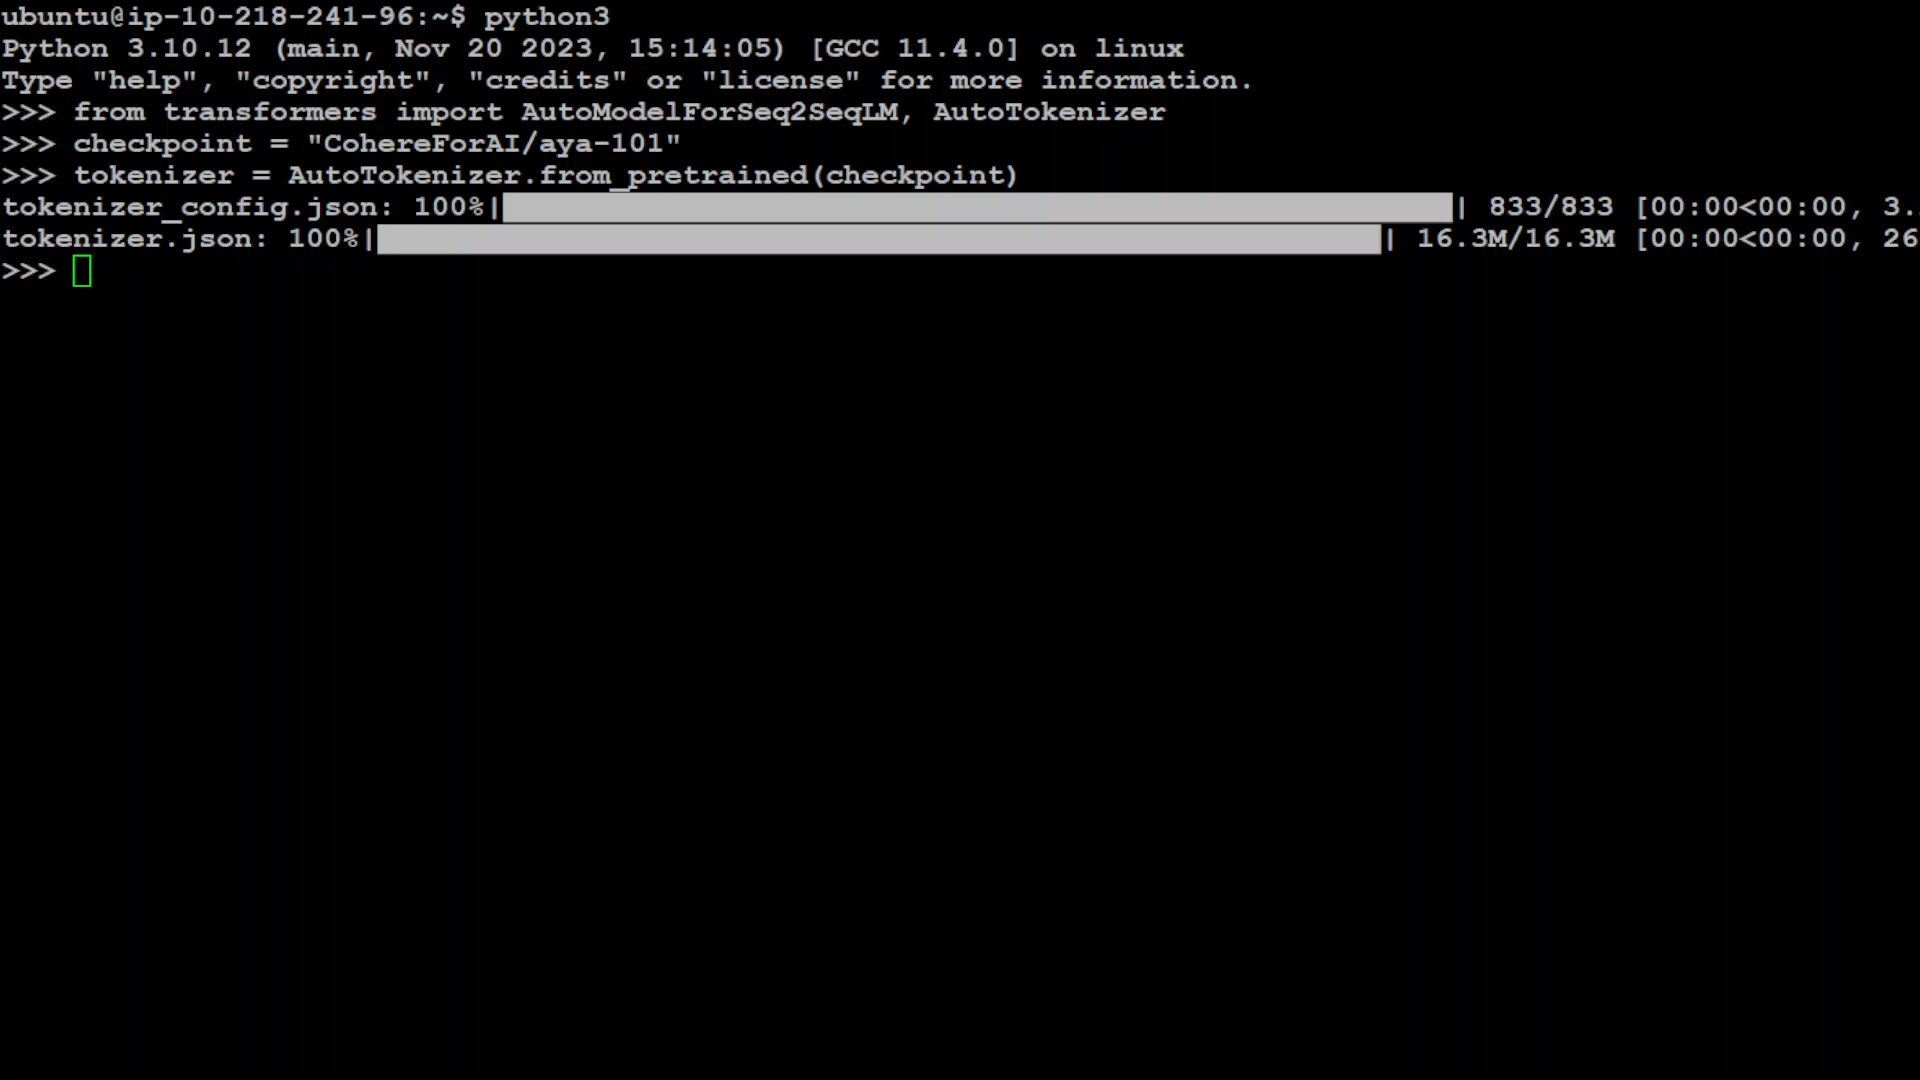 ubuntu@ip-10-218-241-96:~$ python3
Python 3.10.12 (main, Nov 20 2023, 15:14:05) [GCC 11.4.0] on linux
Type "help", "copyright", "credits" or "license" for more information.
>>> from transformers import AutoModelForSeq2SeqLM, AutoTokenizer
>>> checkpoint = "CohereForAI/aya-101"
>>> tokenizer = AutoTokenizer.from_pretrained(checkpoint)
tokenizer_config.json: 100%| | 833/833 [00:00<00:00, 3.
tokenizer.json: 100%| | 16.3M/16.3M [00:00<00:00, 26
>>>